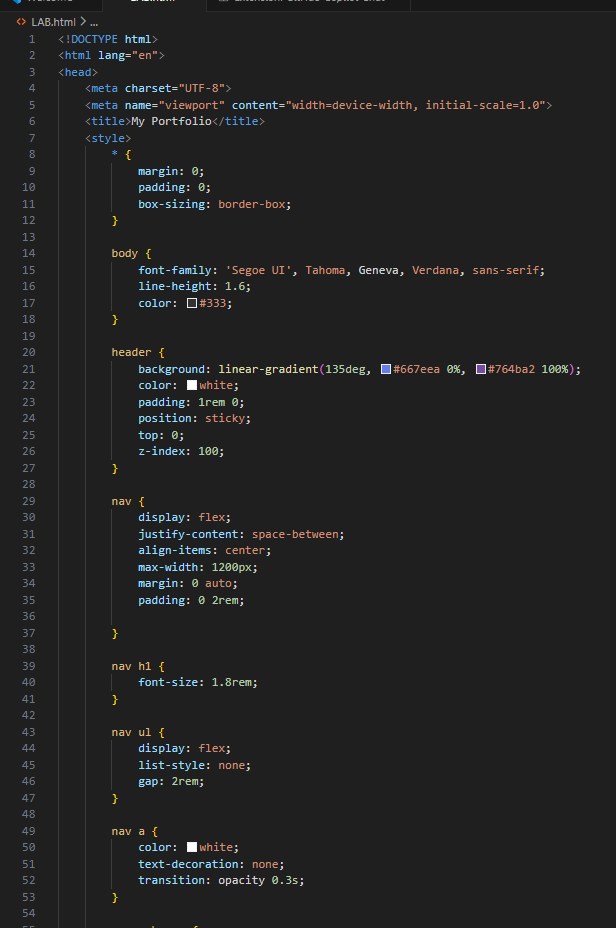 LAB.html > ...
1 <!DOCTYPE html>
2 <html lang="en">
3 <head>
4 <meta charset="UTF-8">
5 <meta name="viewport" content="width=device-width, initial-scale=1.0">
6 <title>My Portfolio</title>
7 <style>
8 * {
9 margin: 0;
10 padding: 0;
11 box-sizing: border-box;
12 }
13
14 body {
15 font-family: 'Segoe UI', Tahoma, Geneva, Verdana, sans-serif;
16 line-height: 1.6;
17 color: #333;
18 }
19
20 header {
21 background: linear-gradient(135deg, #667eea 0%, #764ba2 100%);
22 color: white;
23 padding: 1rem 0;
24 position: sticky;
25 top: 0;
26 z-index: 100;
27 }
28
29 nav {
30 display: flex;
31 justify-content: space-between;
32 align-items: center;
33 max-width: 1200px;
34 margin: 0 auto;
35 padding: 0 2rem;
36
37 }
38
39 nav h1 {
40 font-size: 1.8rem;
41 }
42
43 nav ul {
44 display: flex;
45 list-style: none;
46 gap: 2rem;
47 }
48
49 nav a {
50 color: white;
51 text-decoration: none;
52 transition: opacity 0.3s;
53 }
54